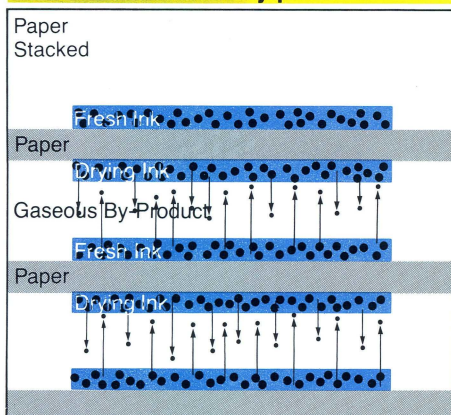 Paper
Stacked
Fresh Ink
Paper
Drying Ink
Gaseous By-Product
Fresh Ink
Paper
Drying Ink